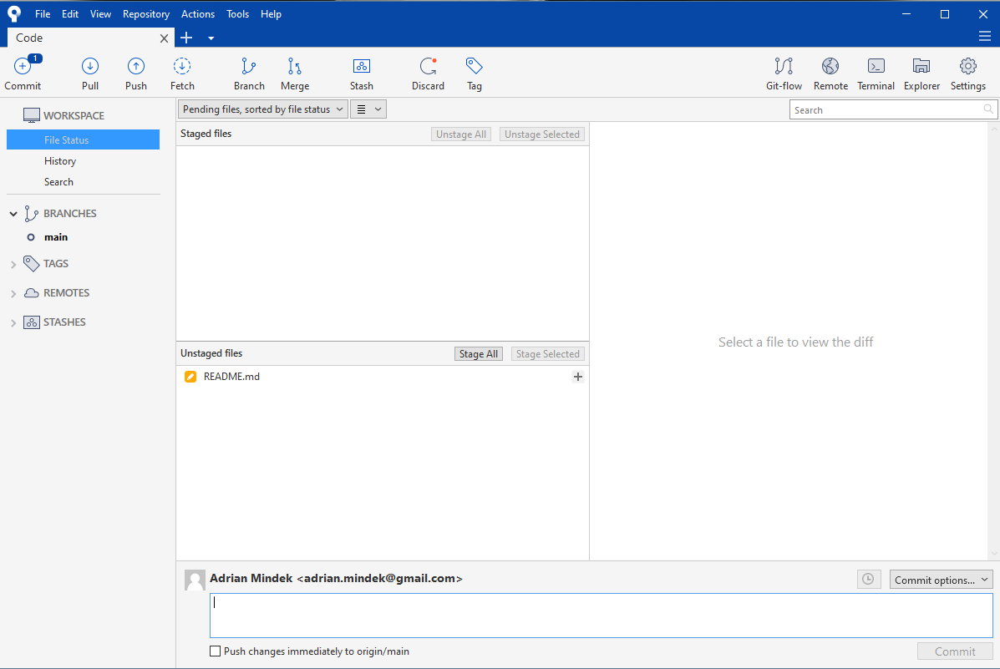 File Edit View Repository Actions Tools Help
Code
1
Commit Pull Push Fetch Branch Merge Stash Discard Tag Git-flow Remote Terminal Explorer Settings
WORKSPACE
File Status
History
Search
BRANCHES
main
TAGS
REMOTES
STASHES
Pending files, sorted by file status
Search
Staged files Unstage All Unstage Selected
Select a file to view the diff
Unstaged files Stage All Stage Selected
README.md
Adrian Mindek <adrian.mindek@gmail.com>
Commit options...
Push changes immediately to origin/main
Commit